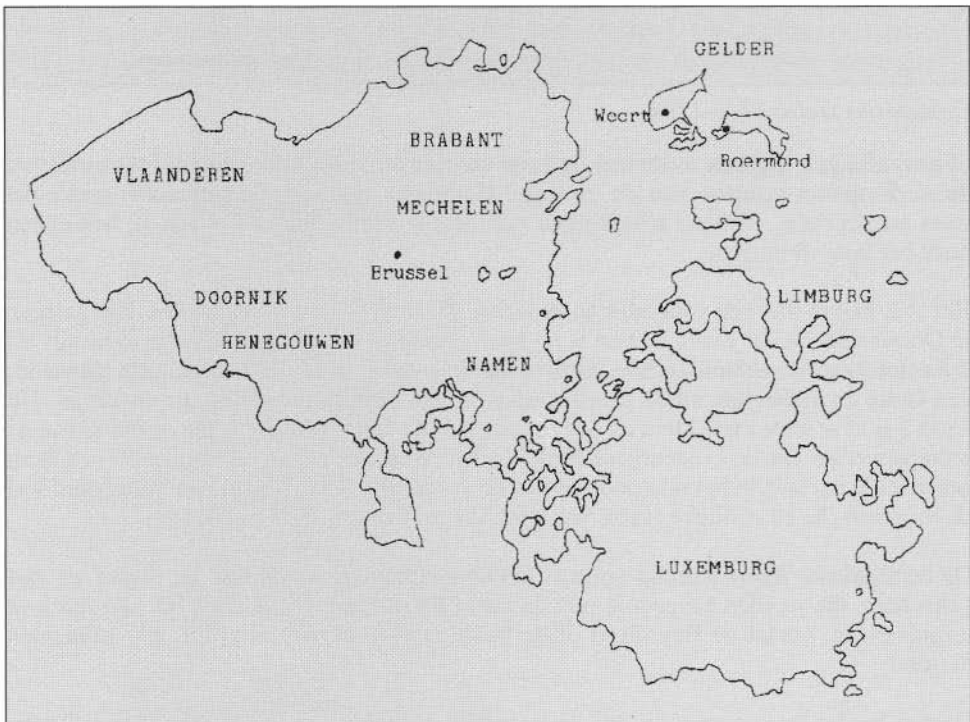 GELDER
Weert
BRABANT
Roermond
VLAANDEREN
MECHELEN
Brussel
DOORNIK
LIMBURG
HENEGOUWEN
NAMEN
LUXEMBURG